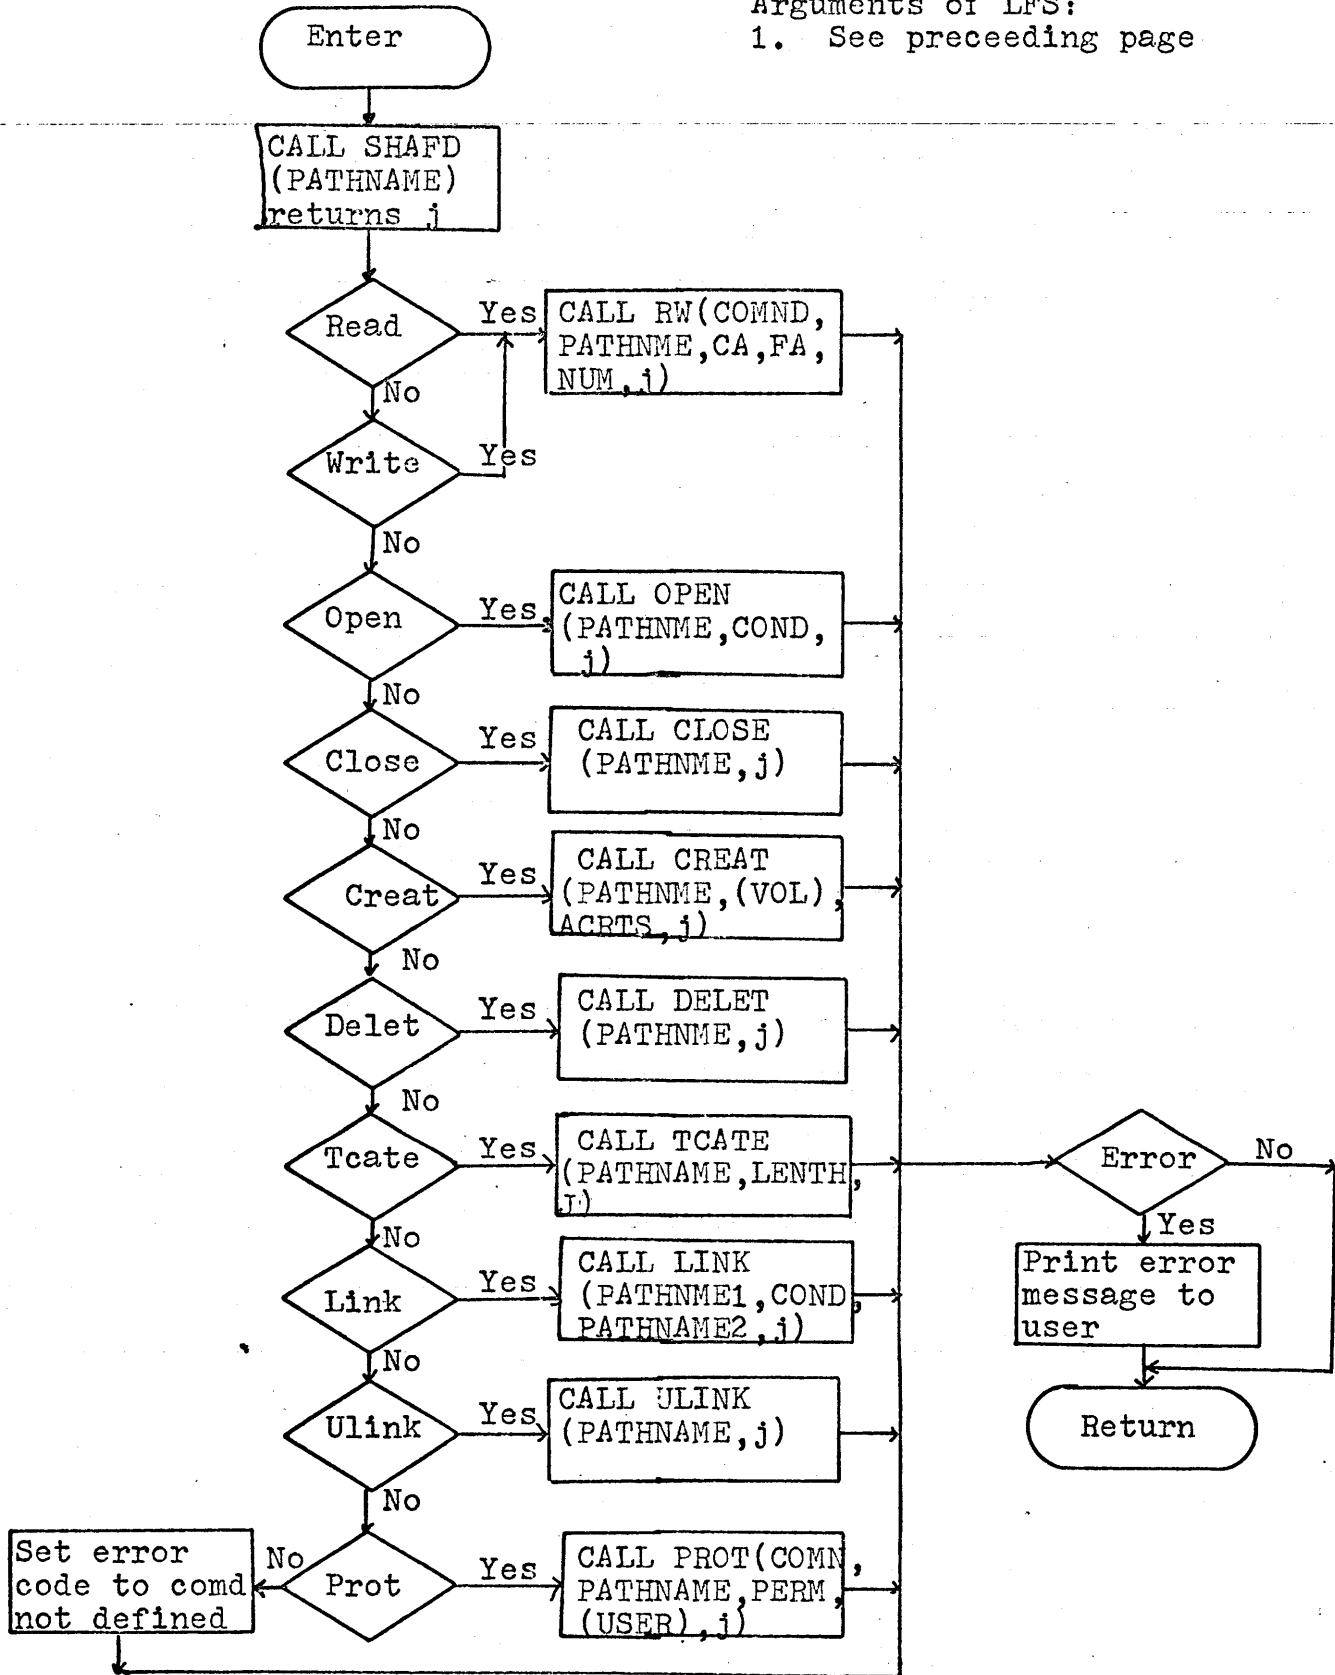 Arguments of LFS:
1. See preceeding page
Enter
CALL SHAFD
(PATHNAME)
returns j
Read
Yes
CALL RW(COMND,
PATHNME,CA,FA,
NUM,j)
No
Write
Yes
No
Open
Yes
CALL OPEN
(PATHNME,COND,
j)
No
Close
Yes
CALL CLOSE
(PATHNME,j)
No
Creat
Yes
CALL CREAT
(PATHNME,(VOL),
ACRTS,j)
No
Delet
Yes
CALL DELET
(PATHNME,j)
No
Tcate
Yes
CALL TCATE
(PATHNAME,LENTH,
J)
No
Link
Yes
CALL LINK
(PATHNME1,COND,
PATHNAME2,j)
No
Ulink
Yes
CALL ULINK
(PATHNAME,j)
No
Prot
Yes
CALL PROT(COMN,
PATHNAME,PERM,
(USER),j)
No
Set error
code to comd
not defined
Error
No
Yes
Print error
message to
user
Return